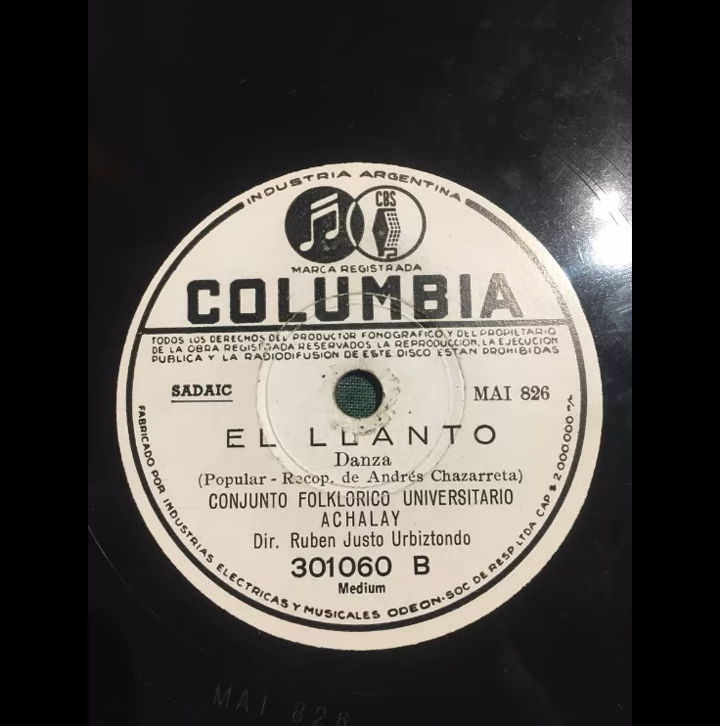 INDUSTRIA ARGENTINA
CBS
MARCA REGISTRADA
COLUMBIA
TODOS LOS DERECHOS DEL PRODUCTOR FONOGRAFICO Y DEL PROPIETARIO
DE LA OBRA REGISTRADA RESERVADOS LA REPRODUCCION, LA EJECUCION
PUBLICA Y LA RADIODIFUSION DE ESTE DISCO ESTAN PROHIBIDAS
SADAIC
MAI 826
EL LLANTO
Danza
(Popular - Recop. de Andrés Chazarreta)
CONJUNTO FOLKLORICO UNIVERSITARIO
ACHALAY
Dir. Ruben Justo Urbiztondo
301060 B
Medium
FABRICADO POR INDUSTRIAS ELECTRICAS Y MUSICALES ODEON-SOC DE RESP. LTDA CAP $ 2 000.000 m/n
MAI 826